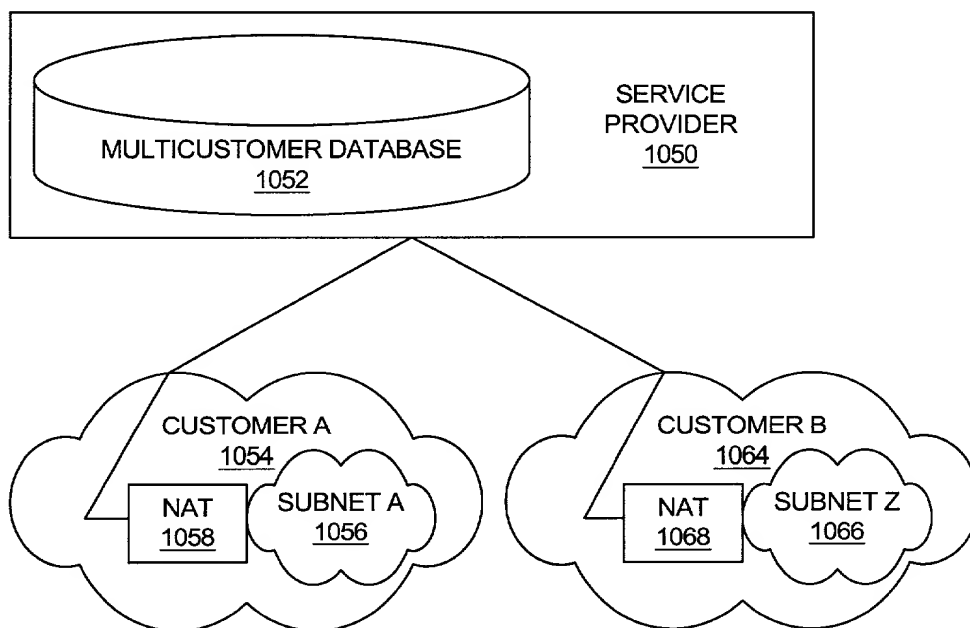 SERVICE
PROVIDER
1050
MULTICUSTOMER DATABASE
1052
CUSTOMER A
1054
NAT
1058
SUBNET A
1056
CUSTOMER B
1064
NAT
1068
SUBNET Z
1066